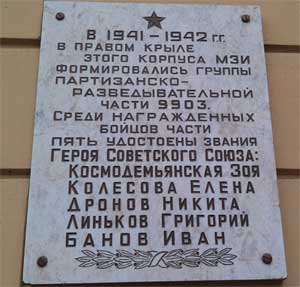 В 1941 – 1942 г.г.
в правом крыле
этого корпуса МЗИ
формировались группы
партизанско-
разведывательной
части 9903.
Среди награжденных
бойцов части
пять удостоены звания
Героя Советского Союза:
Космодемьянская Зоя
Колесова Елена
Дронов Никита
Линьков Григорий
Банов Иван